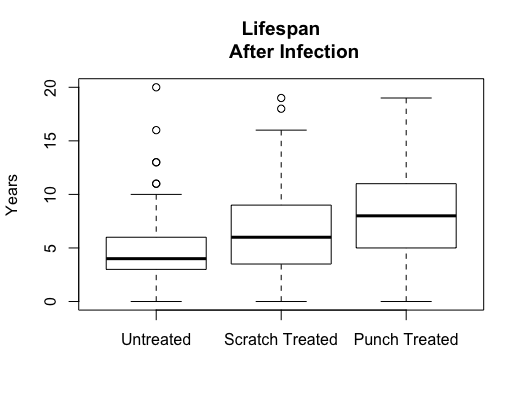 Lifespan
After Infection
Years
20
15
10
5
0
Untreated
Scratch Treated
Punch Treated